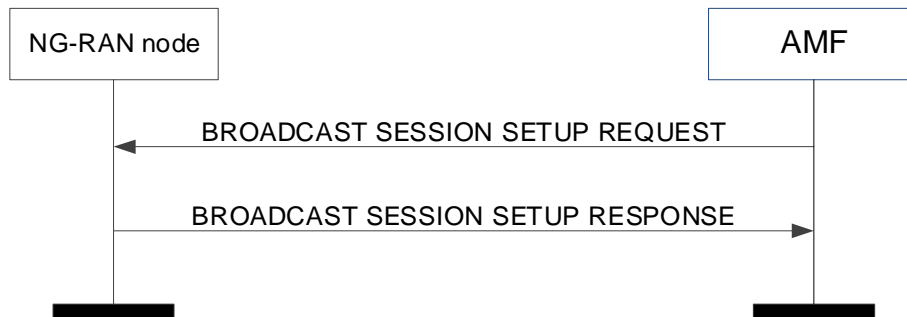 NG-RAN node
AMF
BROADCAST SESSION SETUP REQUEST
BROADCAST SESSION SETUP RESPONSE